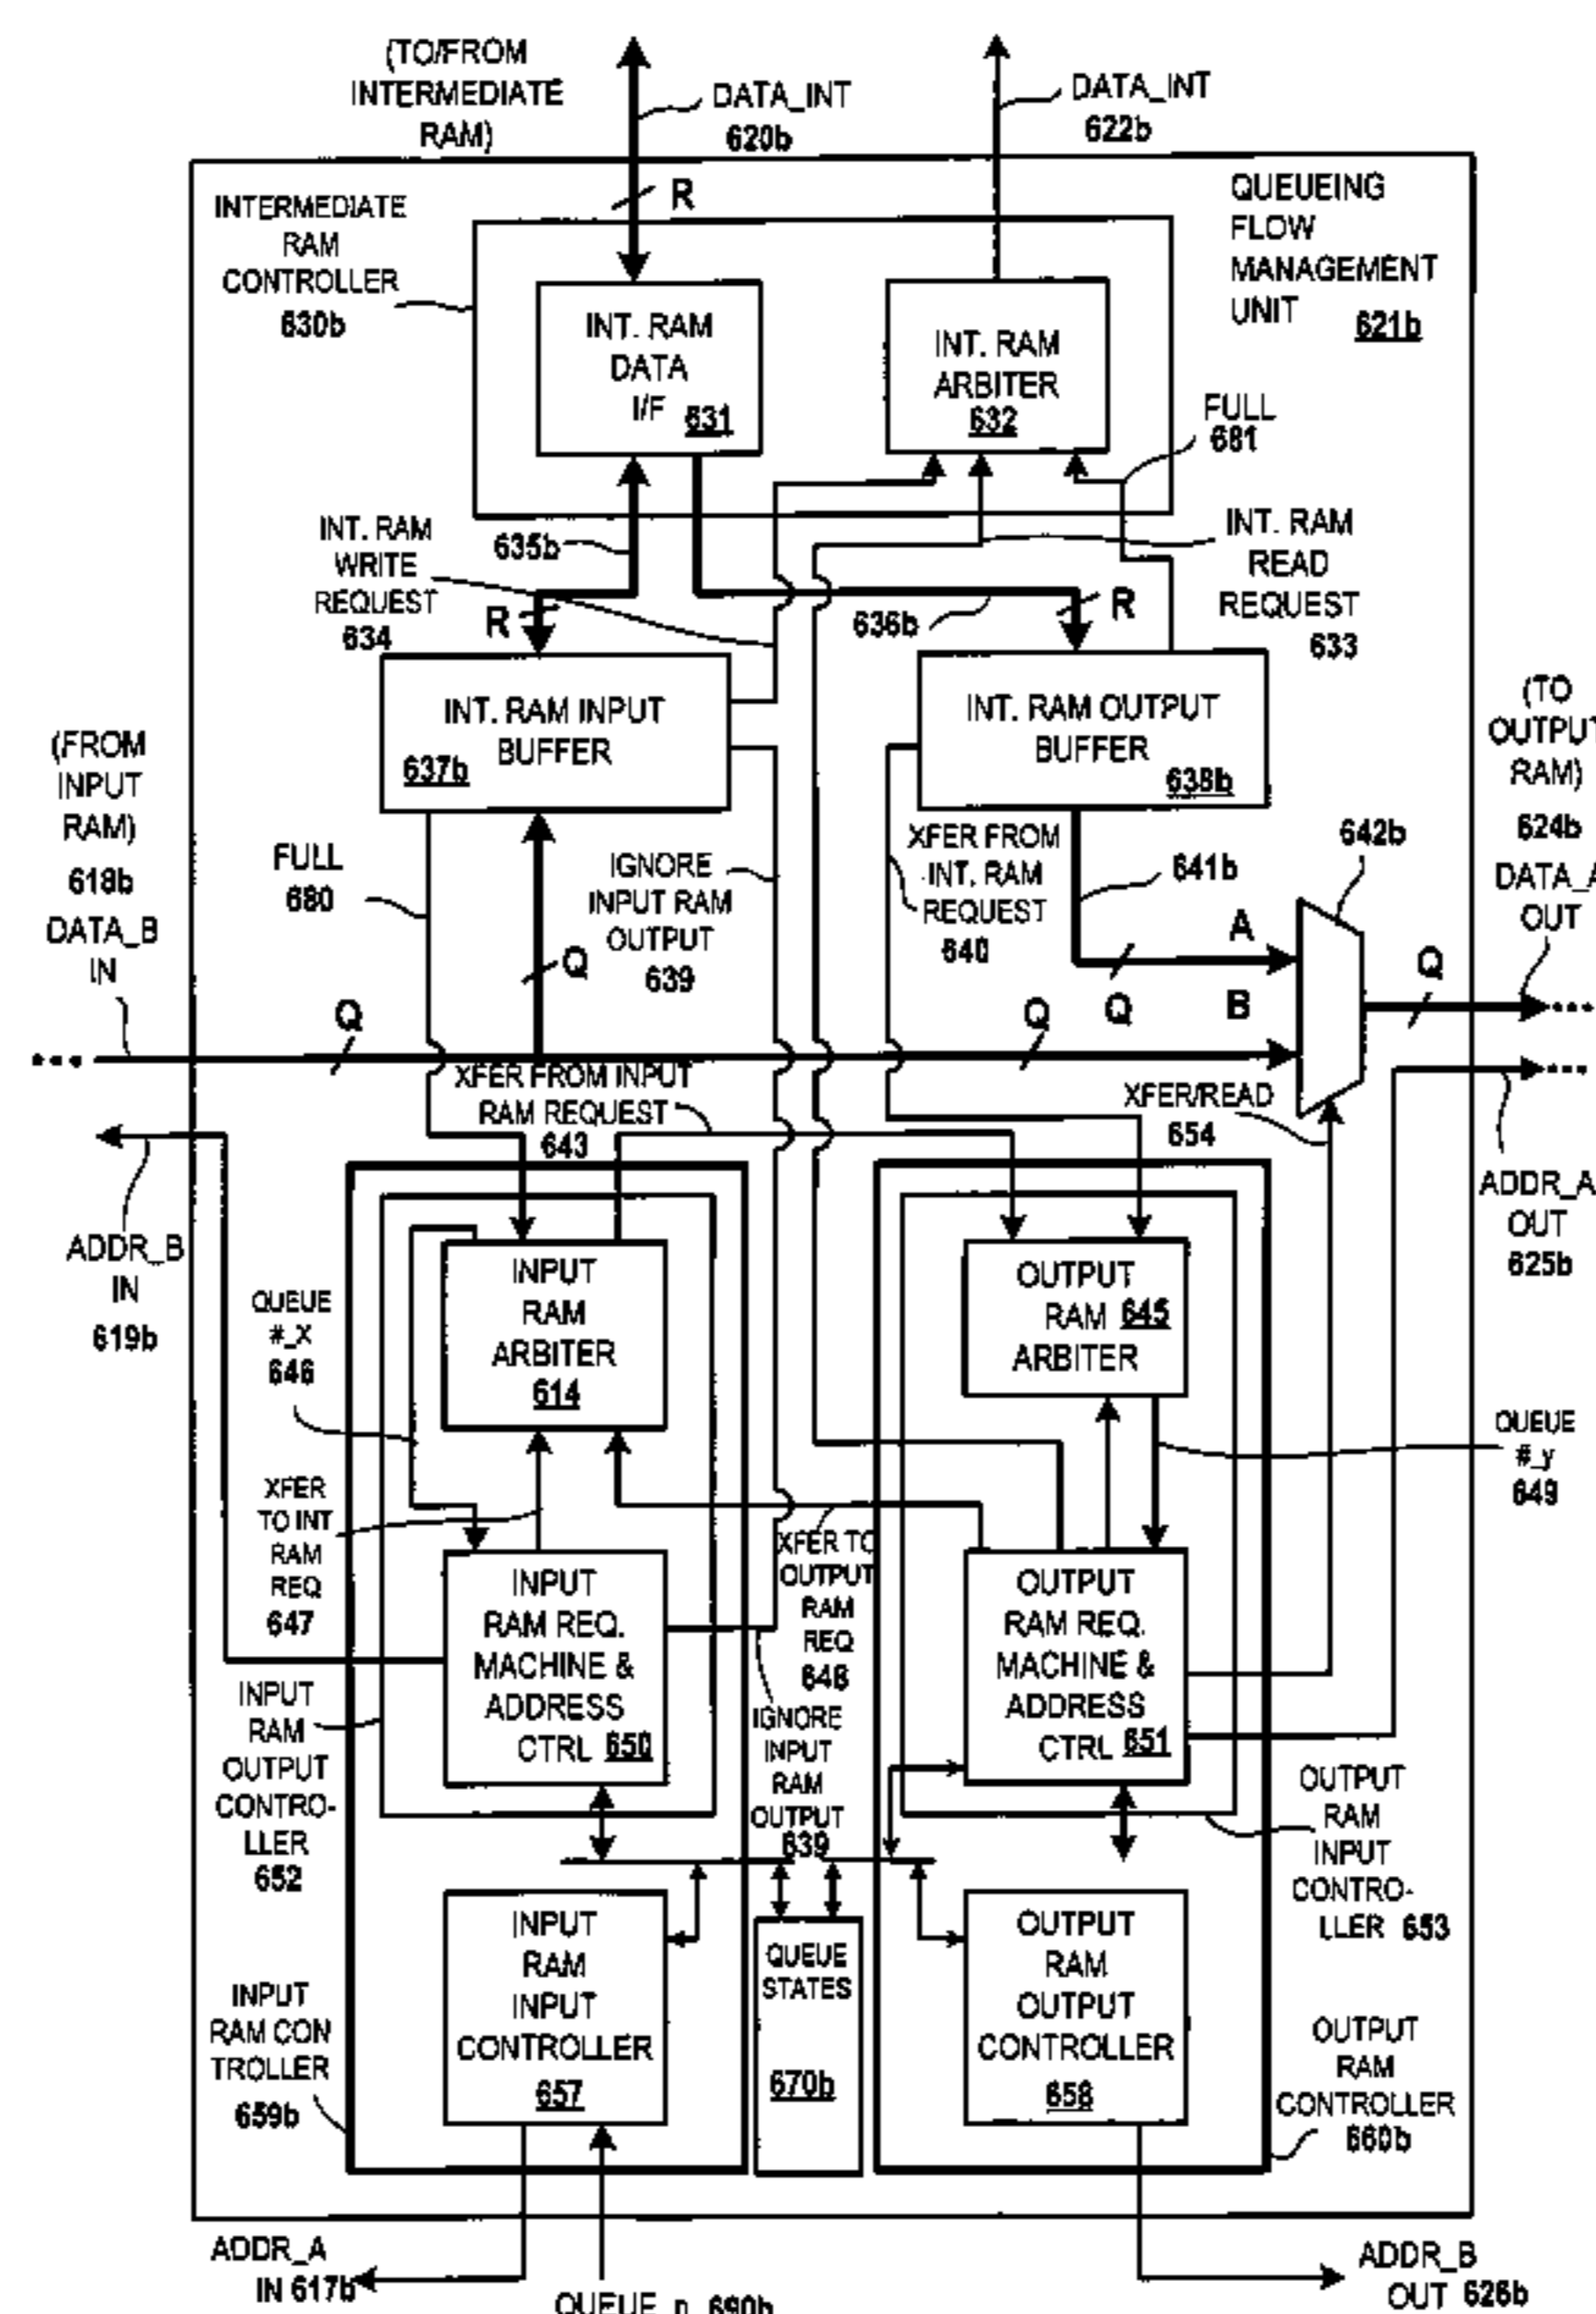 (TO/FROM
INTERMEDIATE
RAM)
DATA_INT
620b
DATA_INT
622b
R
QUEUEING
FLOW
MANAGEMENT
UNIT
621b
INTERMEDIATE
RAM
CONTROLLER
630b
INT. RAM
DATA
I/F 631
INT. RAM
ARBITER
632
FULL
681
INT. RAM
WRITE
REQUEST
634
635b
R
636b
R
INT. RAM
READ
REQUEST
633
INT. RAM INPUT
BUFFER
637b
INT. RAM OUTPUT
BUFFER
638b
(FROM
INPUT
RAM)
618b
DATA_B
IN
(TO
OUTPUT
RAM)
624b
DATA_A
OUT
FULL
680
IGNORE
INPUT RAM
OUTPUT
639
XFER FROM
INT. RAM
REQUEST
640
641b
642b
Q
A
Q
B
Q
Q
Q
XFER FROM INPUT
RAM REQUEST
643
XFER/READ
654
ADDR_B
IN
619b
ADDR_A
OUT
625b
INPUT
RAM
ARBITER
614
OUTPUT
RAM 645
ARBITER
QUEUE
#_X
646
QUEUE
#_y
649
XFER
TO INT
RAM
REQ
647
XFER TO
OUTPUT
RAM
REQ
648
INPUT
RAM REQ.
MACHINE &
ADDRESS
CTRL 650
OUTPUT
RAM REQ.
MACHINE &
ADDRESS
CTRL 651
INPUT
RAM
OUTPUT
CONTRO-
LLER
652
IGNORE
INPUT
RAM
OUTPUT
639
OUTPUT
RAM
INPUT
CONTRO-
LLER 653
INPUT
RAM
INPUT
CONTROLLER
657
QUEUE
STATES
670b
OUTPUT
RAM
OUTPUT
CONTROLLER
658
INPUT
RAM CON
TROLLER
659b
OUTPUT
RAM
CONTROLLER
660b
ADDR_A
IN 617b
QUEUE_n 690b
ADDR_B
OUT 626b